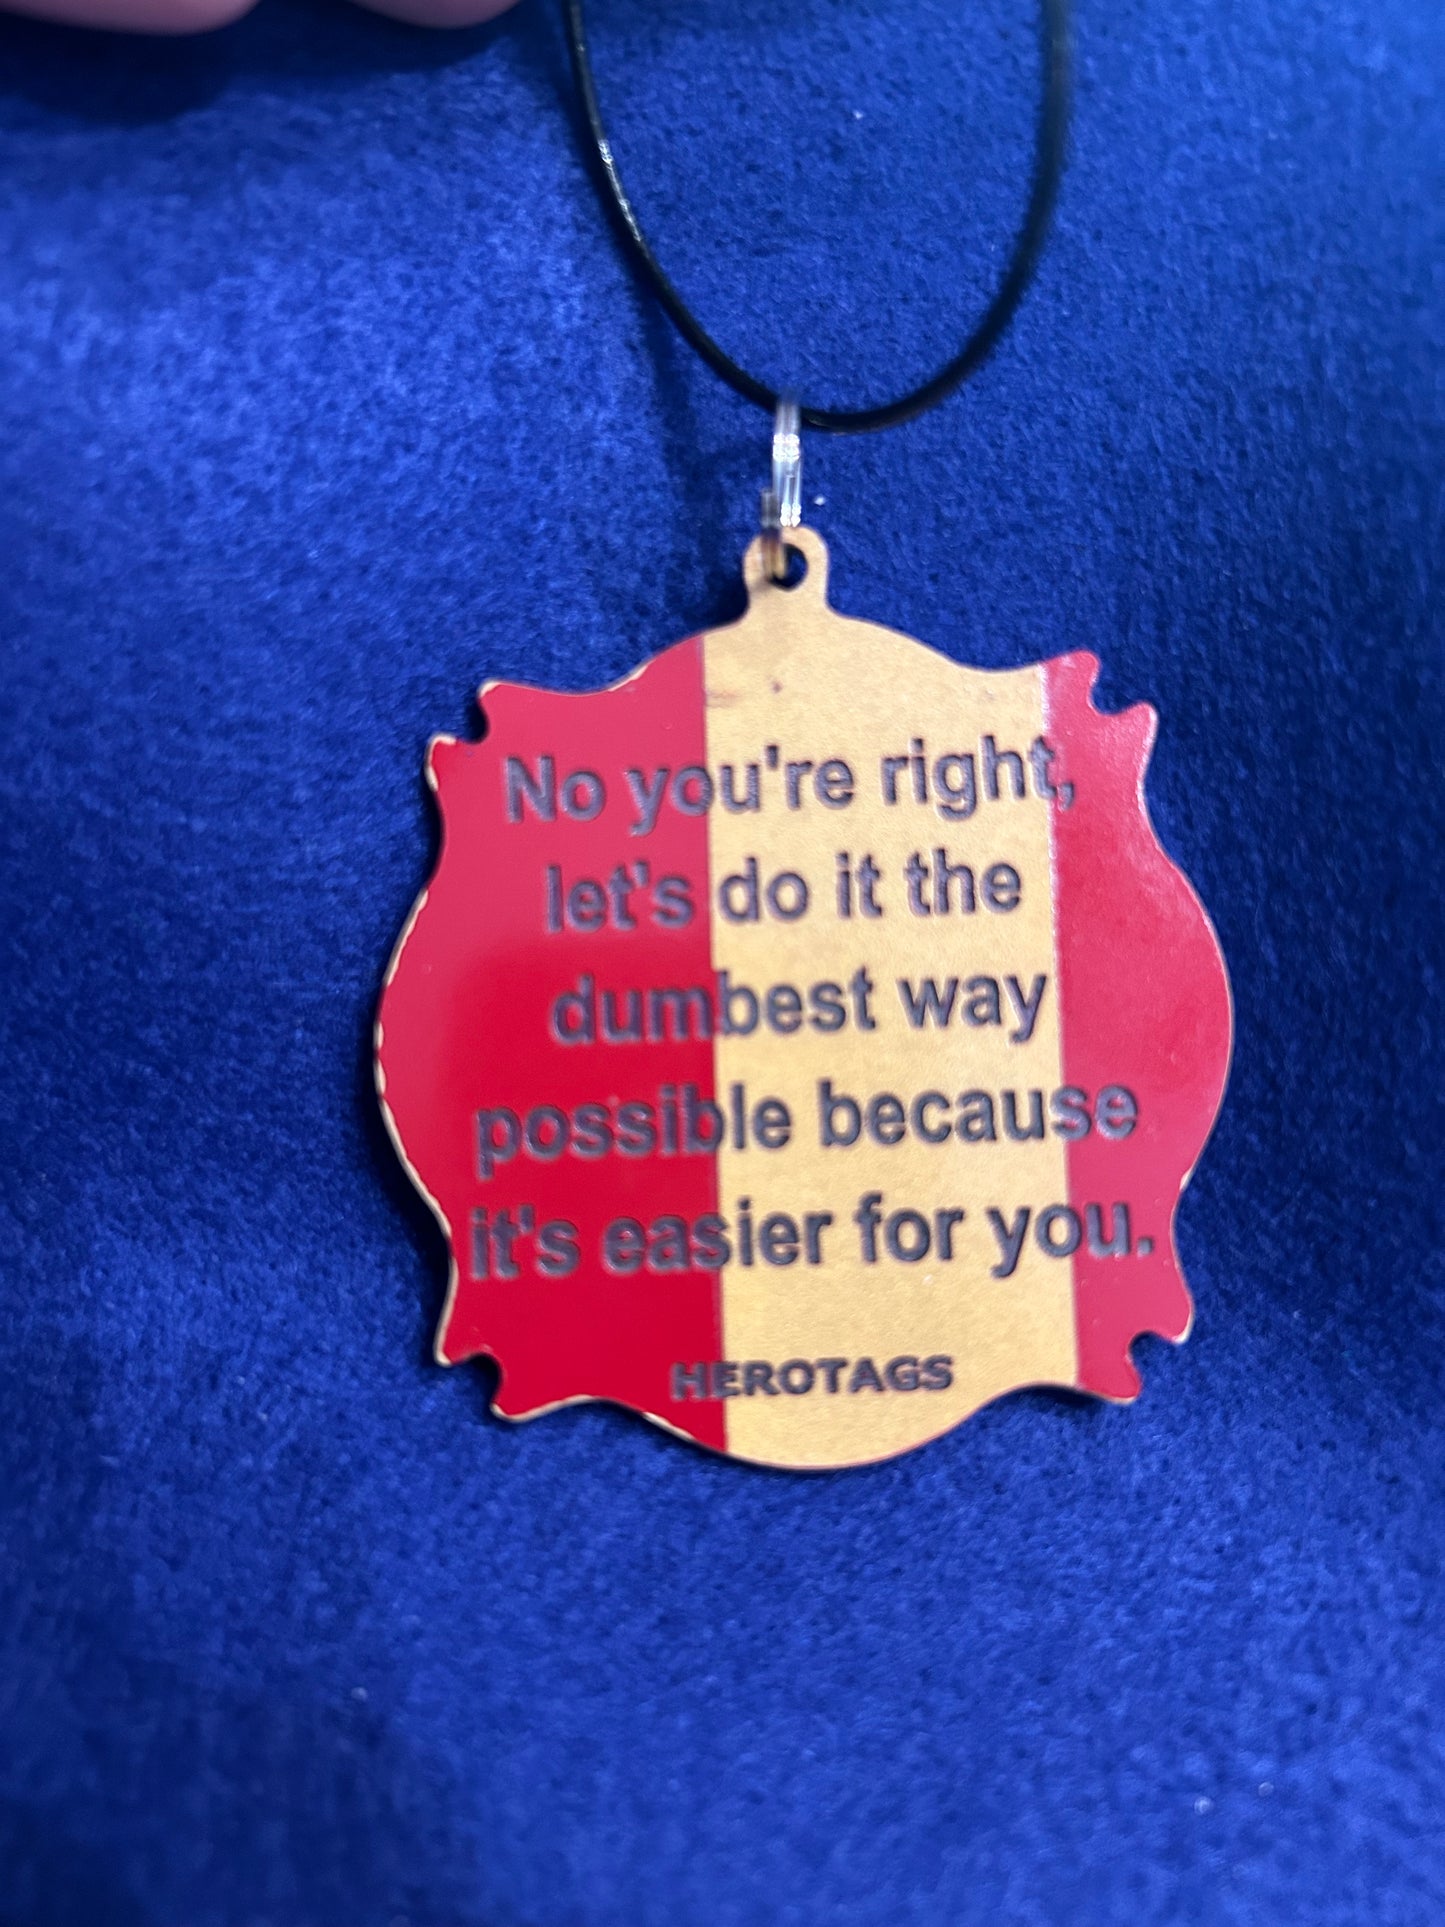 No you're right,
let's do it the
dumbest way
possible because
it's easier for you.
HEROTAGS